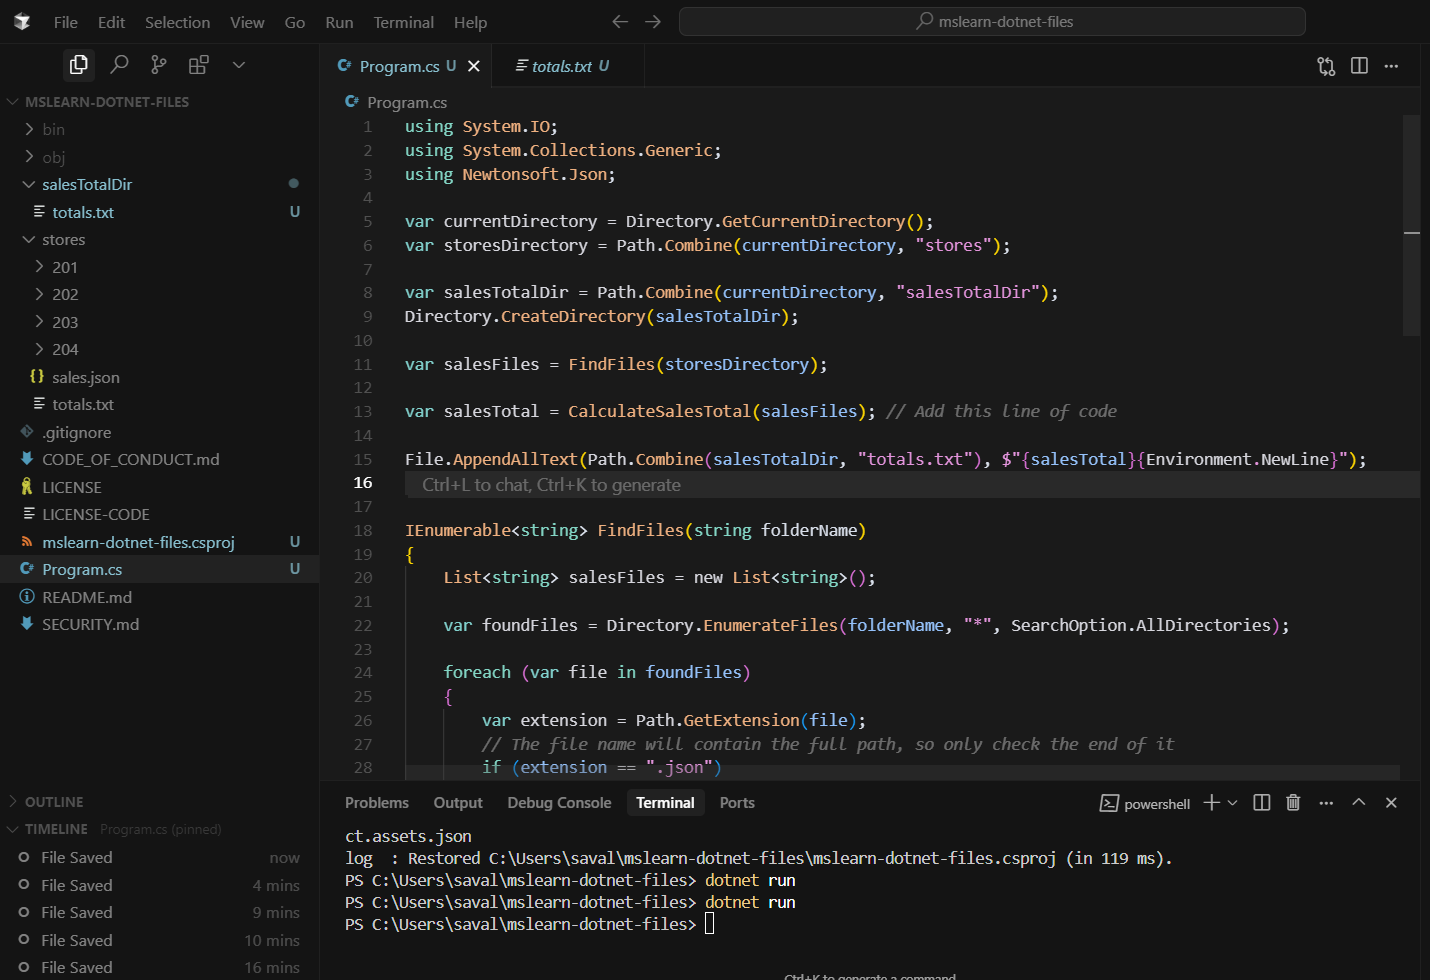 File Edit Selection View Go Run Terminal Help
mslearn-dotnet-files
MSLEARN-DOTNET-FILES
bin
obj
salesTotalDir
totals.txt U
stores
201
202
203
204
sales.json
totals.txt
.gitignore
CODE_OF_CONDUCT.md
LICENSE
LICENSE-CODE
mslearn-dotnet-files.csproj U
Program.cs U
README.md
SECURITY.md
OUTLINE
TIMELINE Program.cs (pinned)
File Saved now
File Saved 4 mins
File Saved 9 mins
File Saved 10 mins
File Saved 16 mins
C# Program.cs U
totals.txt U
C# Program.cs
1 using System.IO;
2 using System.Collections.Generic;
3 using Newtonsoft.Json;
4
5 var currentDirectory = Directory.GetCurrentDirectory();
6 var storesDirectory = Path.Combine(currentDirectory, "stores");
7
8 var salesTotalDir = Path.Combine(currentDirectory, "salesTotalDir");
9 Directory.CreateDirectory(salesTotalDir);
10
11 var salesFiles = FindFiles(storesDirectory);
12
13 var salesTotal = CalculateSalesTotal(salesFiles); // Add this line of code
14
15 File.AppendAllText(Path.Combine(salesTotalDir, "totals.txt"), $"{salesTotal}{Environment.NewLine}");
16 Ctrl+L to chat, Ctrl+K to generate
17
18 IEnumerable<string> FindFiles(string folderName)
19 {
20 List<string> salesFiles = new List<string>();
21
22 var foundFiles = Directory.EnumerateFiles(folderName, "*", SearchOption.AllDirectories);
23
24 foreach (var file in foundFiles)
25 {
26 var extension = Path.GetExtension(file);
27 // The file name will contain the full path, so only check the end of it
28 if (extension == ".json")
Problems Output Debug Console Terminal Ports
powershell
ct.assets.json
log  : Restored C:\Users\saval\mslearn-dotnet-files\mslearn-dotnet-files.csproj (in 119 ms).
PS C:\Users\saval\mslearn-dotnet-files> dotnet run
PS C:\Users\saval\mslearn-dotnet-files> dotnet run
PS C:\Users\saval\mslearn-dotnet-files>
Ctrl+K to generate a command